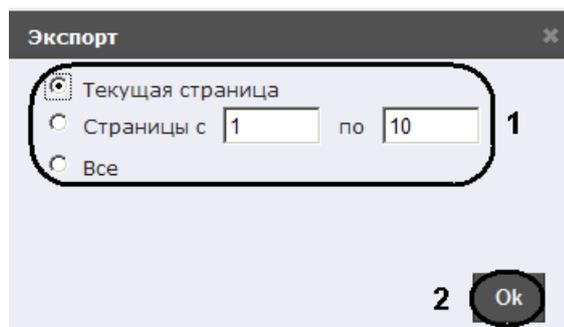 Экспорт
Текущая страница
Страницы с 1 по 10 1
Все
2 Ok